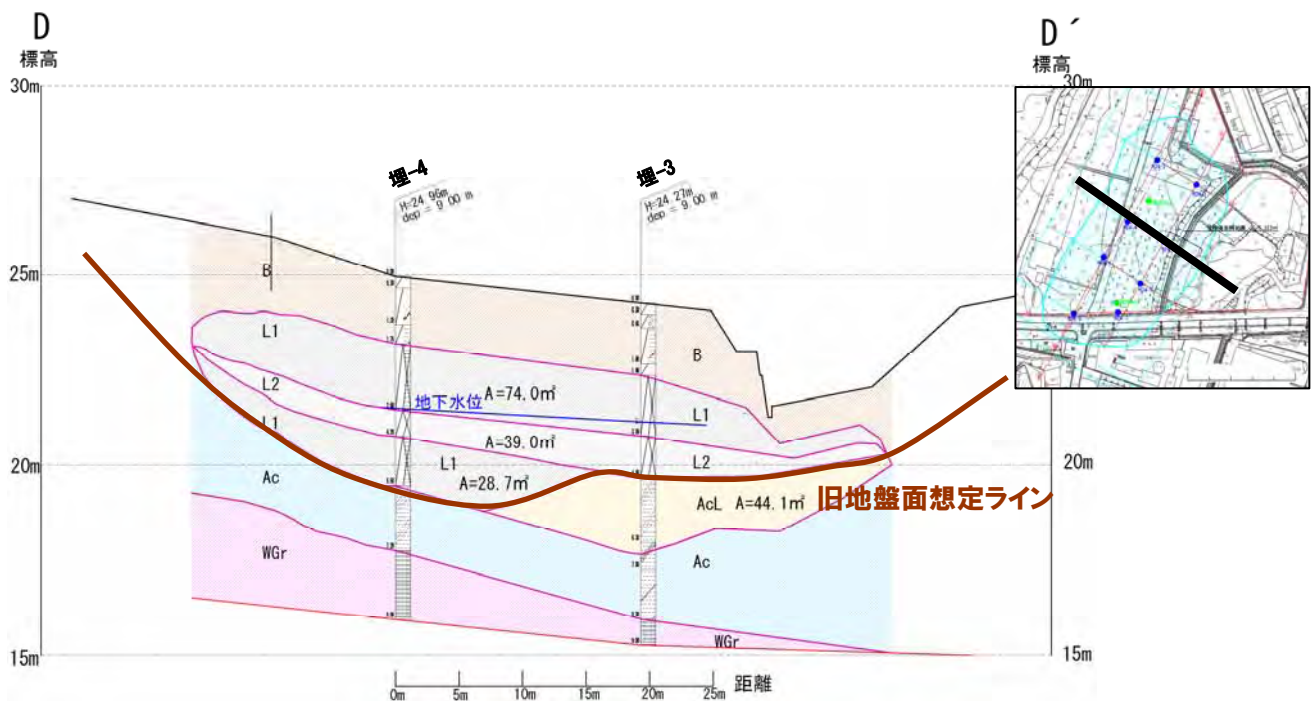 D
標高
D´
標高
30m
30m
埋-4
H=24.96m
dep = 9.00 m
埋-3
H=24.27m
dep = 9.00 m
25m
B
B
L1
L2
L1
地下水位
A=74.0㎡
L1
A=39.0㎡
L2
L1
A=28.7㎡
20m
20m
AcL A=44.1㎡
旧地盤面想定ライン
Ac
Ac
WGr
WGr
15m
15m
0m 5m 10m 15m 20m 25m
距離